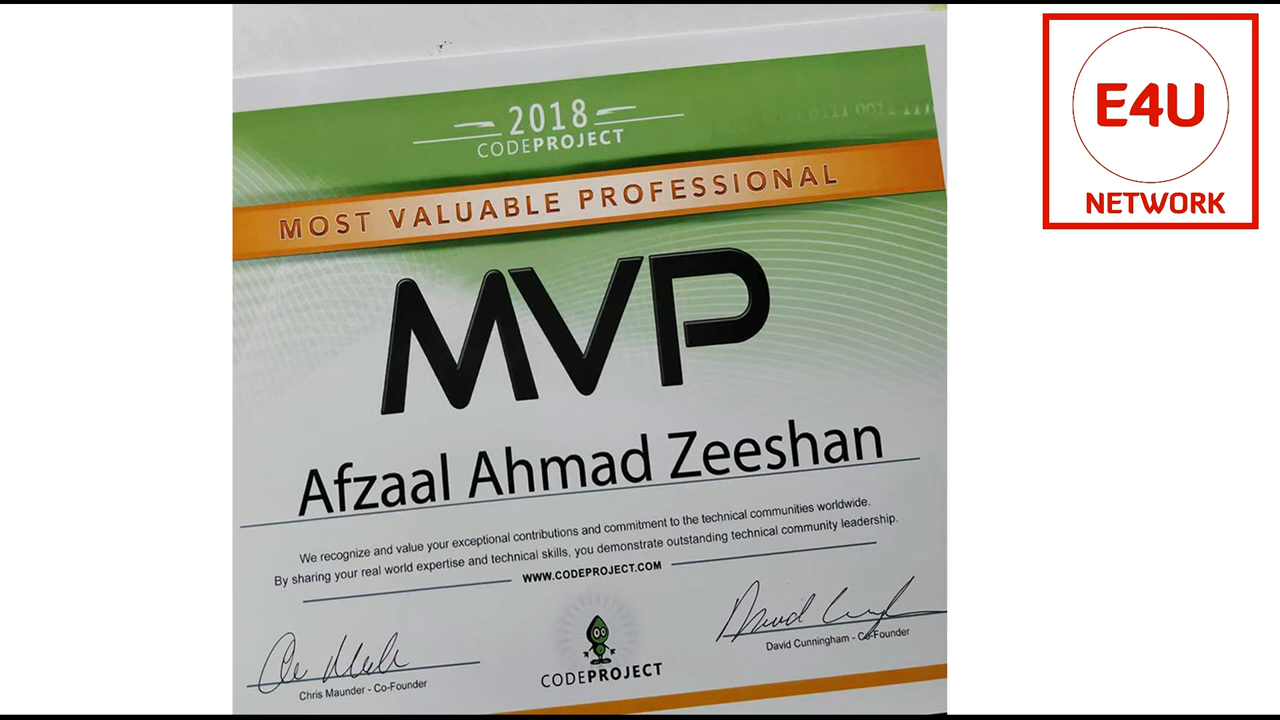 2018
CODEPROJECT
MOST VALUABLE PROFESSIONAL
MVP
Afzaal Ahmad Zeeshan
We recognize and value your exceptional contributions and commitment to the technical communities worldwide.
By sharing your real world expertise and technical skills, you demonstrate outstanding technical community leadership.
WWW.CODEPROJECT.COM
Chris Maunder - Co-Founder
David Cunningham - Co-Founder
CODEPROJECT
E4U
NETWORK